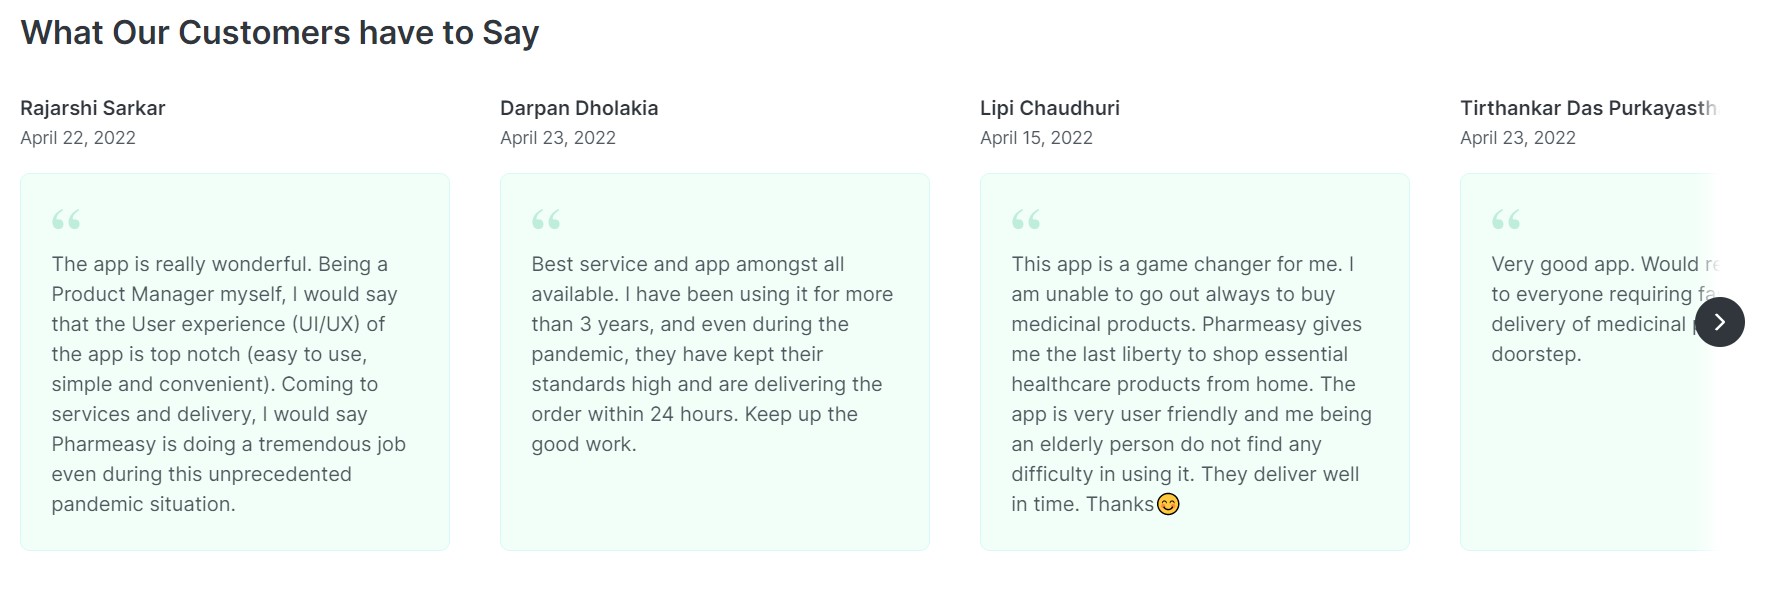 What Our Customers have to Say
Rajarshi Sarkar
April 22, 2022
“
The app is really wonderful. Being a
Product Manager myself, I would say
that the User experience (UI/UX) of
the app is top notch (easy to use,
simple and convenient). Coming to
services and delivery, I would say
Pharmeasy is doing a tremendous job
even during this unprecedented
pandemic situation.
Darpan Dholakia
April 23, 2022
“
Best service and app amongst all
available. I have been using it for more
than 3 years, and even during the
pandemic, they have kept their
standards high and are delivering the
order within 24 hours. Keep up the
good work.
Lipi Chaudhuri
April 15, 2022
“
This app is a game changer for me. I
am unable to go out always to buy
medicinal products. Pharmeasy gives
me the last liberty to shop essential
healthcare products from home. The
app is very user friendly and me being
an elderly person do not find any
difficulty in using it. They deliver well
in time. Thanks😊
Tirthankar Das Purkayasth
April 23, 2022
“
Very good app. Would
to everyone requiring
delivery of medicinal
doorstep.